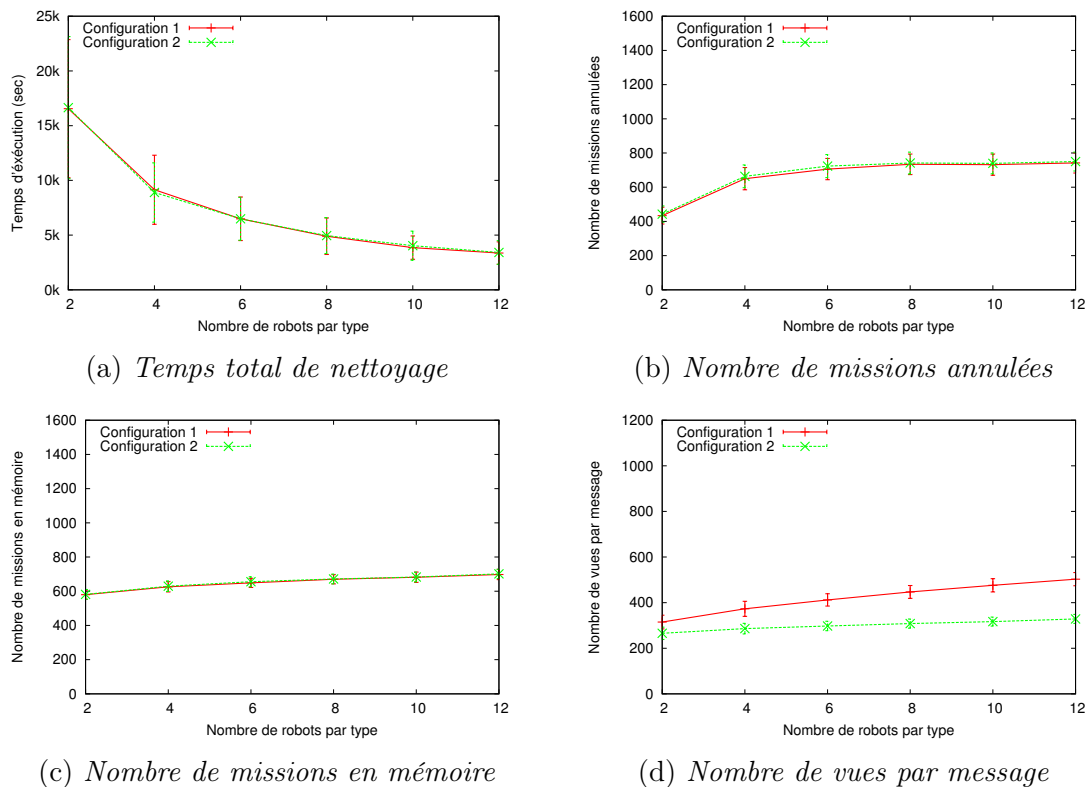 Configuration 1
Configuration 2
25k
20k
15k
10k
5k
0k
Temps d'éxécution (sec)
2 4 6 8 10 12
Nombre de robots par type
(a) Temps total de nettoyage
Configuration 1
Configuration 2
1600
1400
1200
1000
800
600
400
200
0
Nombre de missions annulées
2 4 6 8 10 12
Nombre de robots par type
(b) Nombre de missions annulées
Configuration 1
Configuration 2
1600
1400
1200
1000
800
600
400
200
0
Nombre de missions en mémoire
2 4 6 8 10 12
Nombre de robots par type
(c) Nombre de missions en mémoire
Configuration 1
Configuration 2
1200
1000
800
600
400
200
0
Nombre de vues par message
2 4 6 8 10 12
Nombre de robots par type
(d) Nombre de vues par message